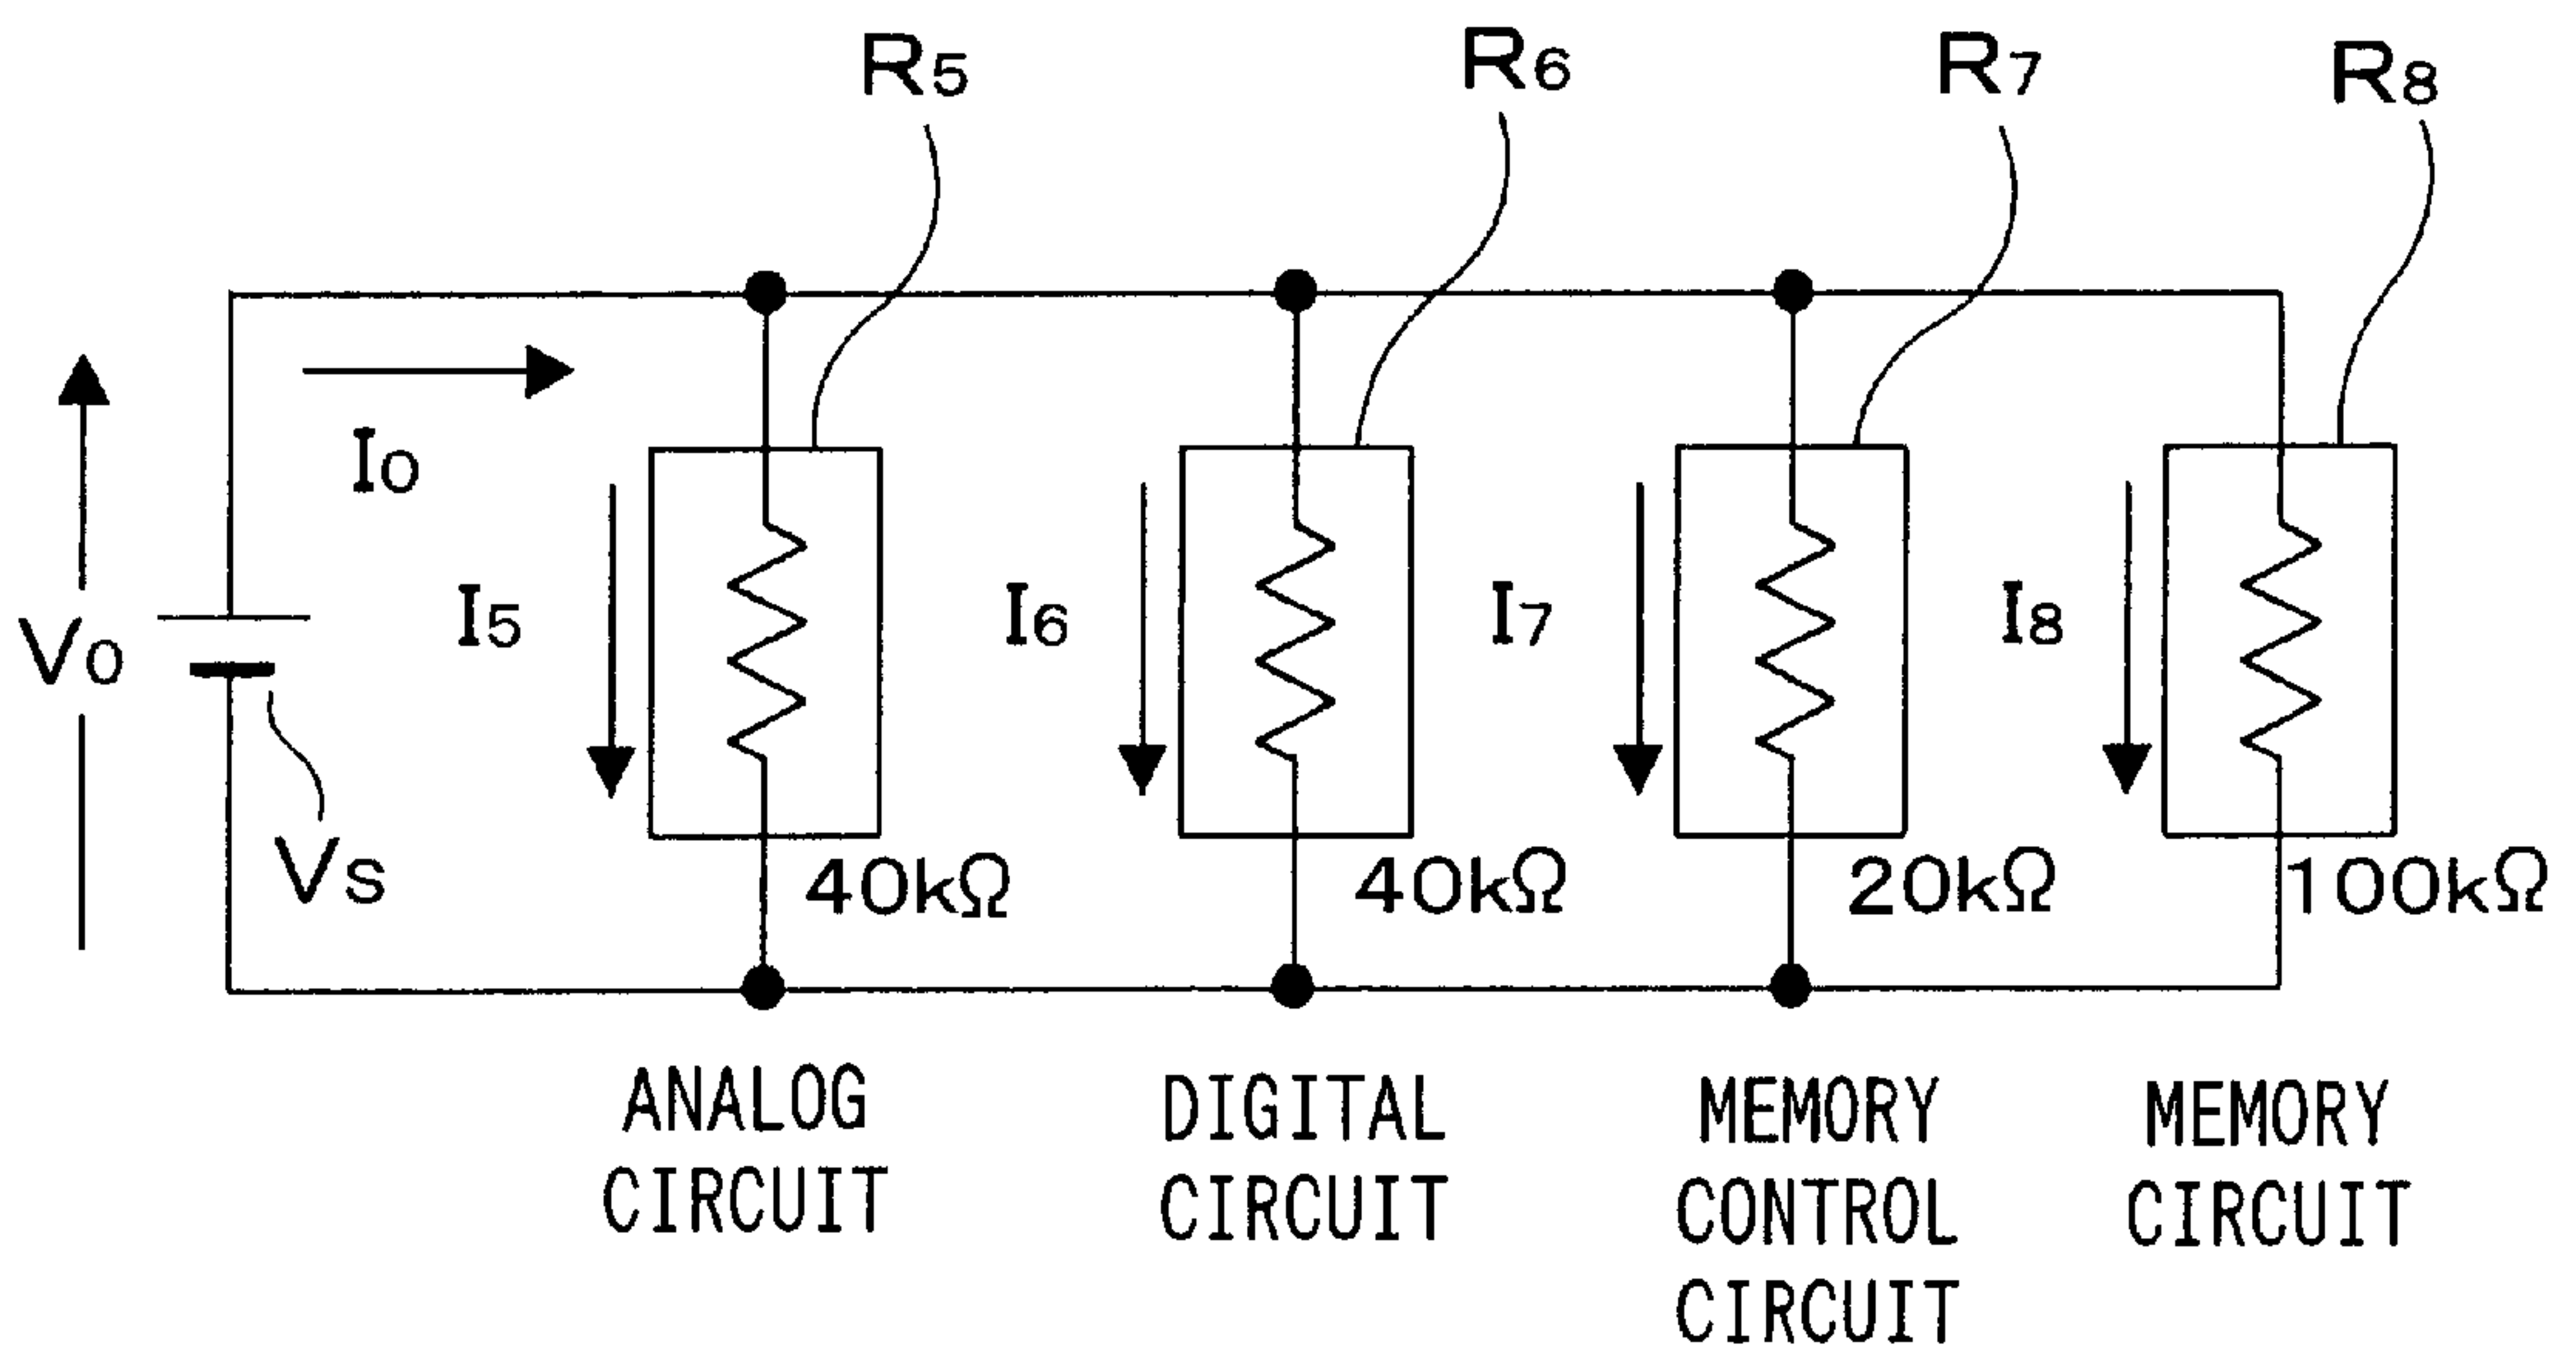 R5 R6 R7 R8
I0
V0 I5 I6 I7 I8
VS 40kΩ 40kΩ 20kΩ 100kΩ
ANALOG
CIRCUIT
DIGITAL
CIRCUIT
MEMORY
CONTROL
CIRCUIT
MEMORY
CIRCUIT